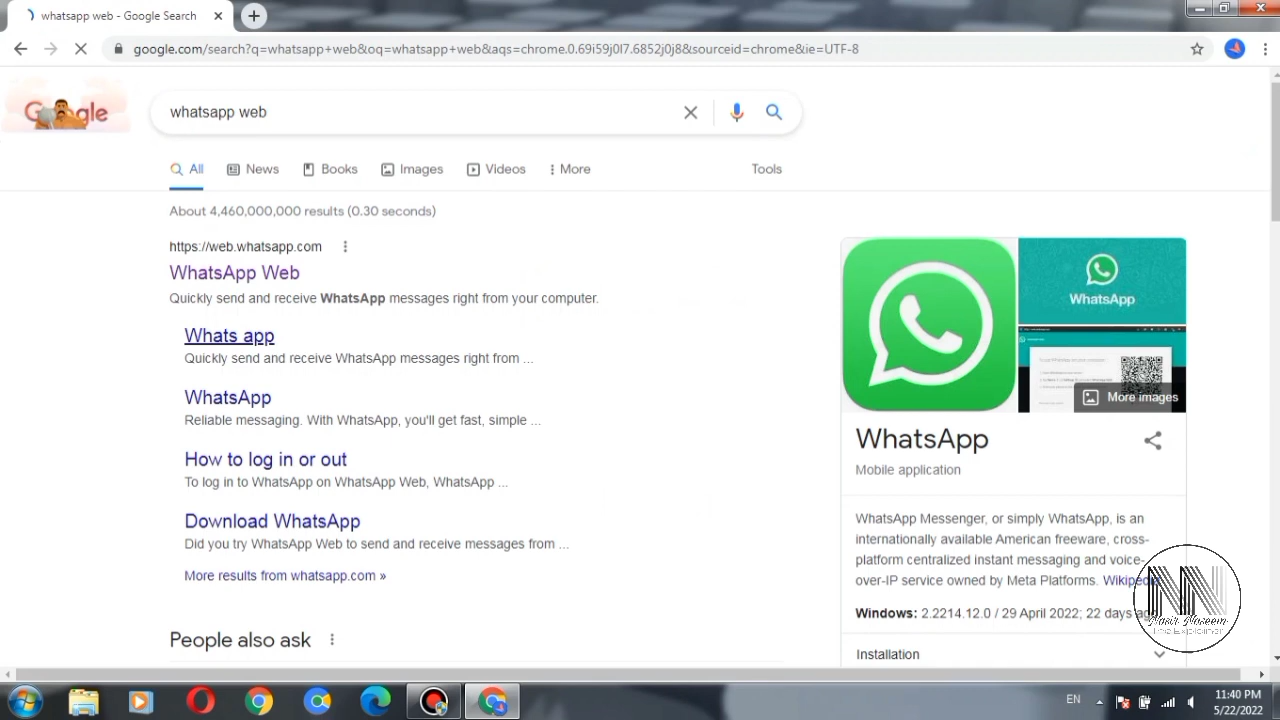 whatsapp web - Google Search
google.com/search?q=whatsapp+web&oq=whatsapp+web&aqs=chrome.0.69i59j0l7.6852j0j8&sourceid=chrome&ie=UTF-8
Google
whatsapp web
All
News
Books
Images
Videos
More
Tools
About 4,460,000,000 results (0.30 seconds)
https://web.whatsapp.com
WhatsApp Web
Quickly send and receive WhatsApp messages right from your computer.
Whats app
Quickly send and receive WhatsApp messages right from ...
WhatsApp
Reliable messaging. With WhatsApp, you'll get fast, simple ...
How to log in or out
To log in to WhatsApp on WhatsApp Web, WhatsApp ...
Download WhatsApp
Did you try WhatsApp Web to send and receive messages from ...
More results from whatsapp.com »
People also ask
WhatsApp
More images
WhatsApp
Mobile application
WhatsApp Messenger, or simply WhatsApp, is an
internationally available American freeware, cross-
platform centralized instant messaging and voice-
over-IP service owned by Meta Platforms. Wikipedia
Windows: 2.2214.12.0 / 29 April 2022; 22 days ago
Installation
NN
Nasir Naseem
The Explainer
EN
11:40 PM
5/22/2022